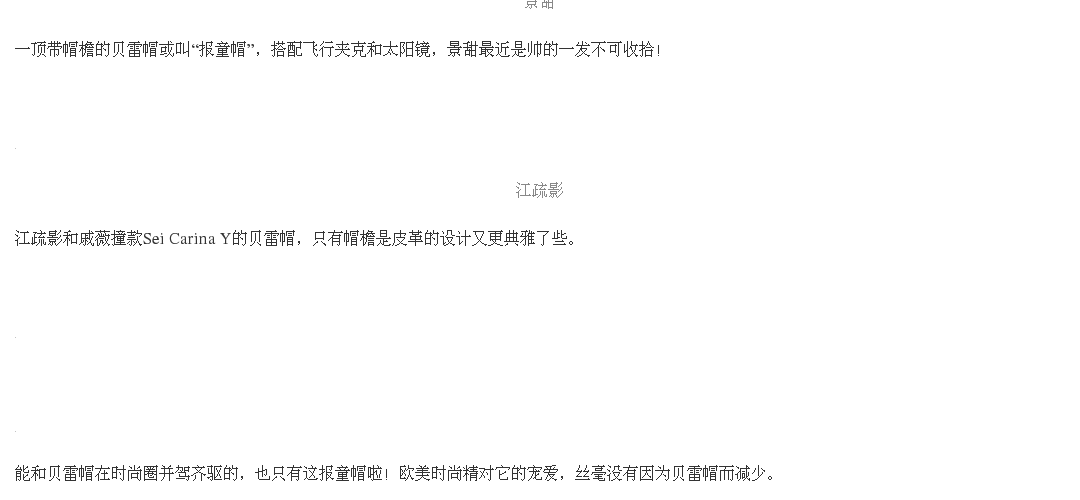 景甜
一顶带帽檐的贝雷帽或叫“报童帽”，搭配飞行夹克和太阳镜，景甜最近是帅的一发不可收拾！
江疏影
江疏影和戚薇撞款Sei Carina Y的贝雷帽，只有帽檐是皮革的设计又更典雅了些。
能和贝雷帽在时尚圈并驾齐驱的，也只有这报童帽啦！欧美时尚精对它的宠爱，丝毫没有因为贝雷帽而减少。